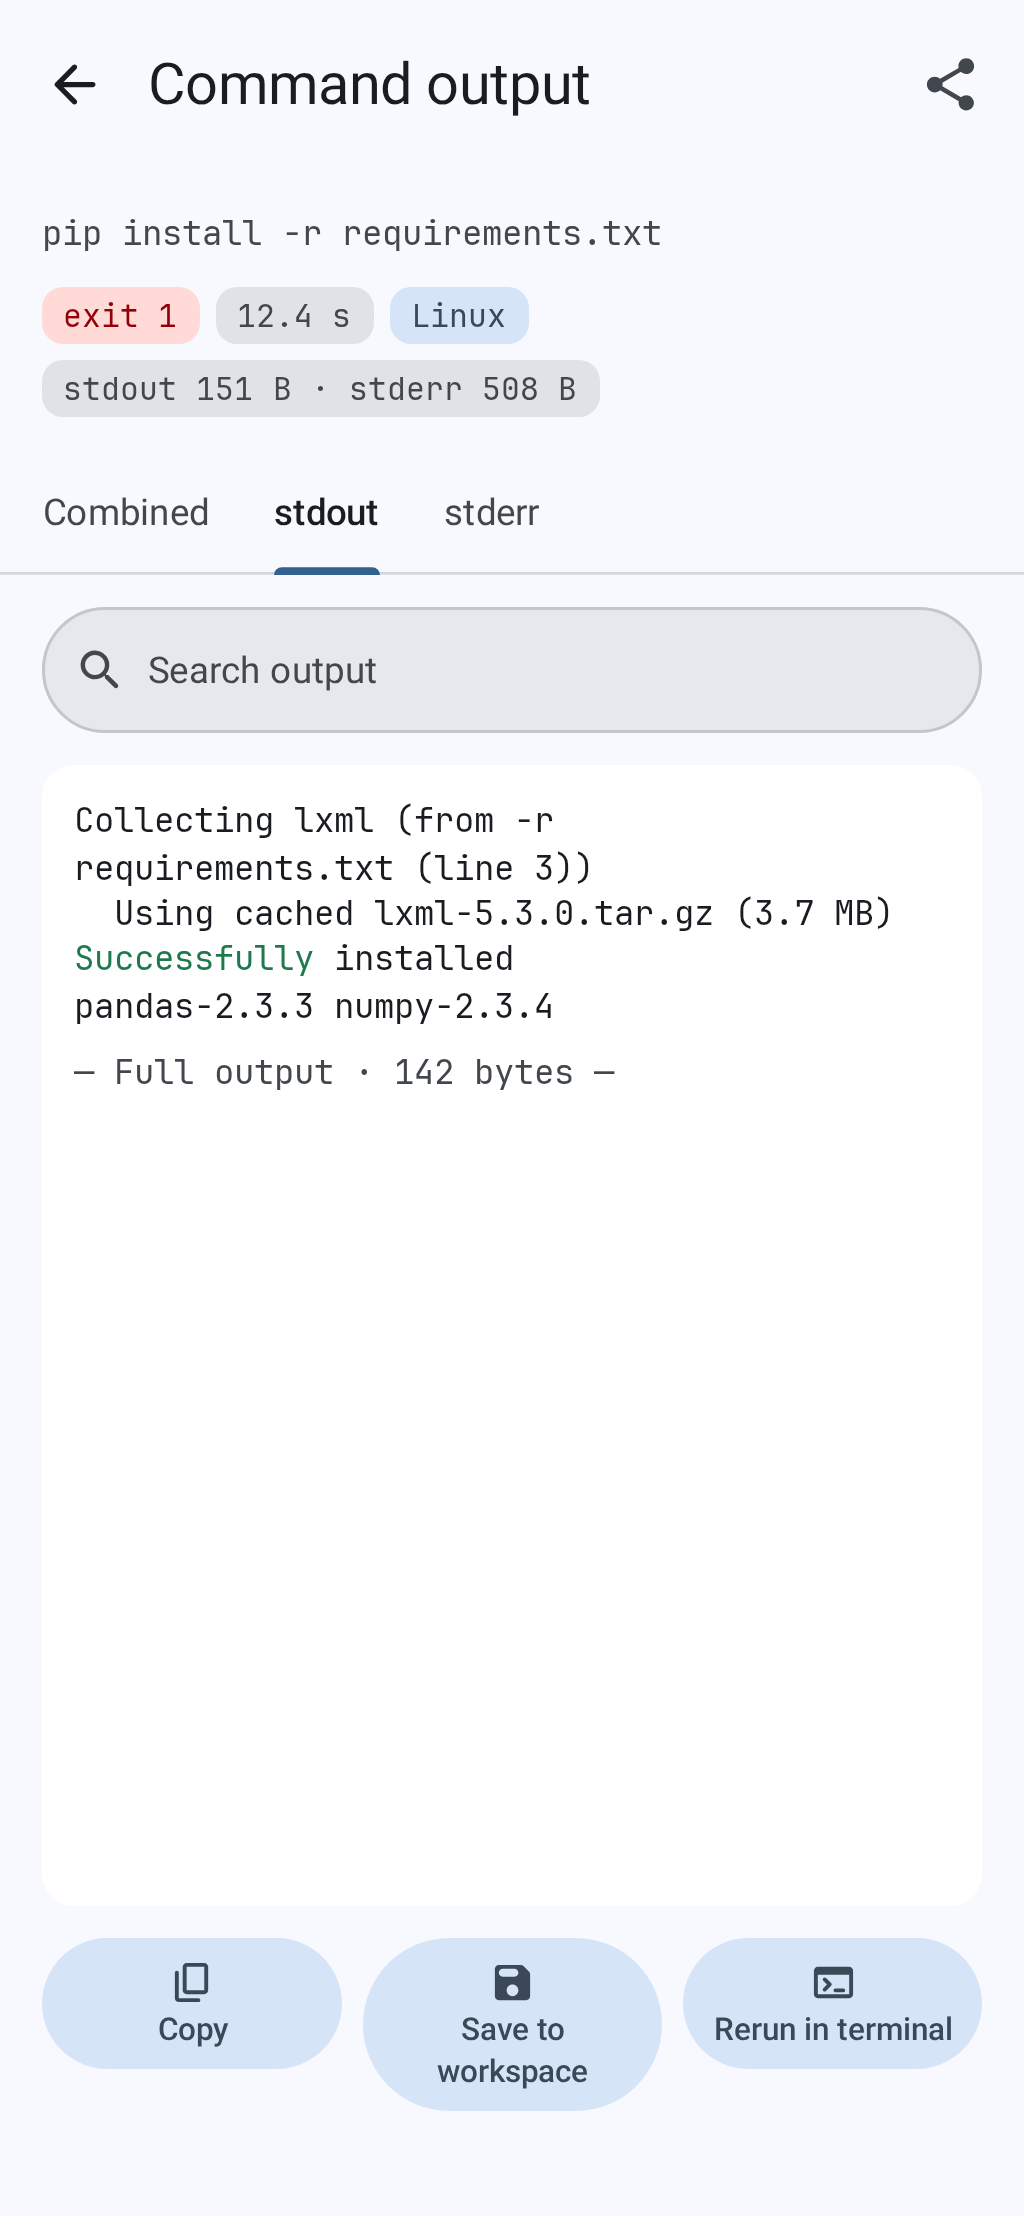 Command output
pip install -r requirements.txt
exit 1
12.4 s
Linux
stdout 151 B · stderr 508 B
Combined
stdout
stderr
Search output
Collecting lxml (from -r
requirements.txt (line 3))
  Using cached lxml-5.3.0.tar.gz (3.7 MB)
Successfully installed
pandas-2.3.3 numpy-2.3.4
— Full output · 142 bytes —
Copy
Save to
workspace
Rerun in terminal